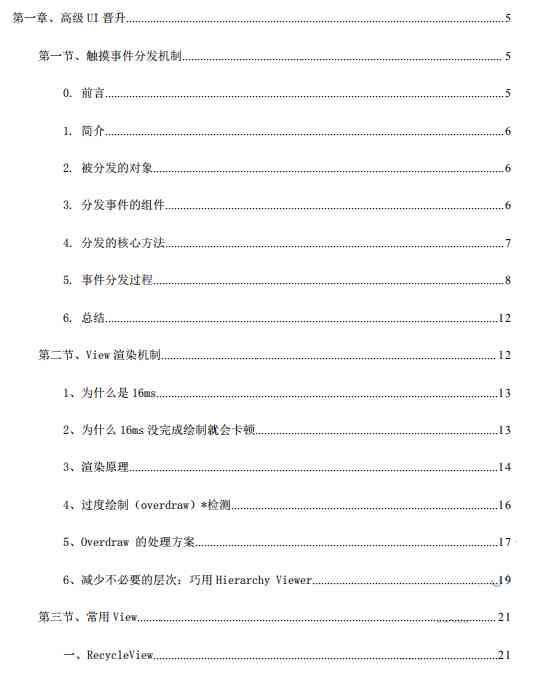 第一章、高级 UI 晋升........................................5
第一节、触摸事件分发机制........................................5
0. 前言........................................5
1. 简介........................................6
2. 被分发的对象........................................6
3. 分发事件的组件........................................6
4. 分发的核心方法........................................7
5. 事件分发过程........................................8
6. 总结........................................12
第二节、View 渲染机制........................................12
1、为什么是 16ms........................................13
2、为什么 16ms 没完成绘制就会卡顿........................................13
3、渲染原理........................................14
4、过度绘制（overdraw）*检测........................................16
5、Overdraw 的处理方案........................................17
6、减少不必要的层次：巧用 Hierarchy Viewer........................................19
第三节、常用 View........................................21
一、RecycleView........................................21